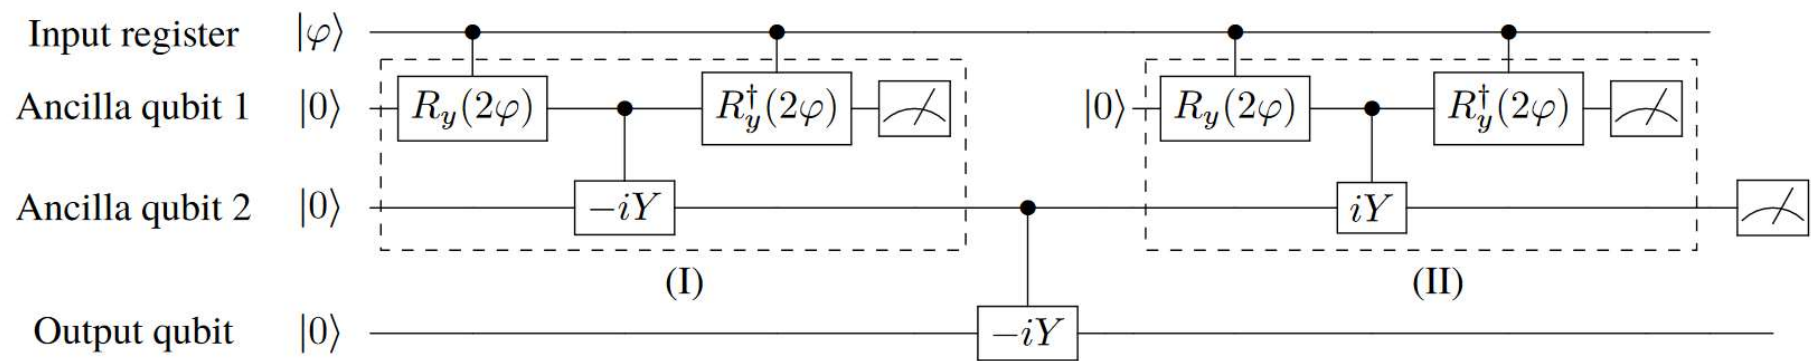 Input register |φ⟩
Ancilla qubit 1 |0⟩ R_y(2φ) R_y^†(2φ) |0⟩ R_y(2φ) R_y^†(2φ)
Ancilla qubit 2 |0⟩ −iY iY
(I) (II)
Output qubit |0⟩ −iY